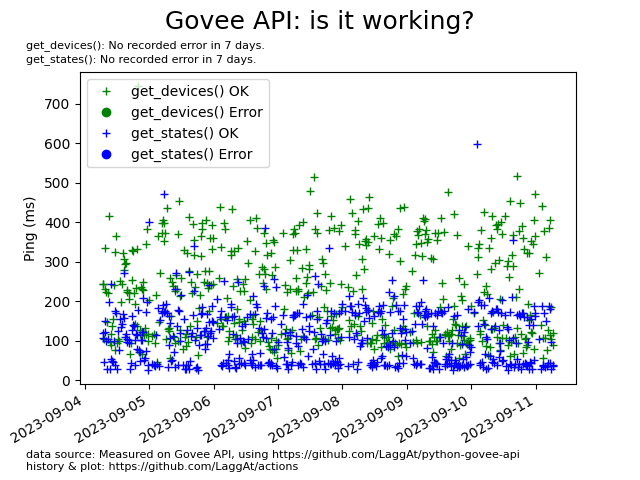 Govee API: is it working?
get_devices(): No recorded error in 7 days.
get_states(): No recorded error in 7 days.
get_devices() OK
get_devices() Error
get_states() OK
get_states() Error
Ping (ms)
700
600
500
400
300
200
100
0
2023-09-04
2023-09-05
2023-09-06
2023-09-07
2023-09-08
2023-09-09
2023-09-10
2023-09-11
data source: Measured on Govee API, using https://github.com/LaggAt/python-govee-api
history & plot: https://github.com/LaggAt/actions